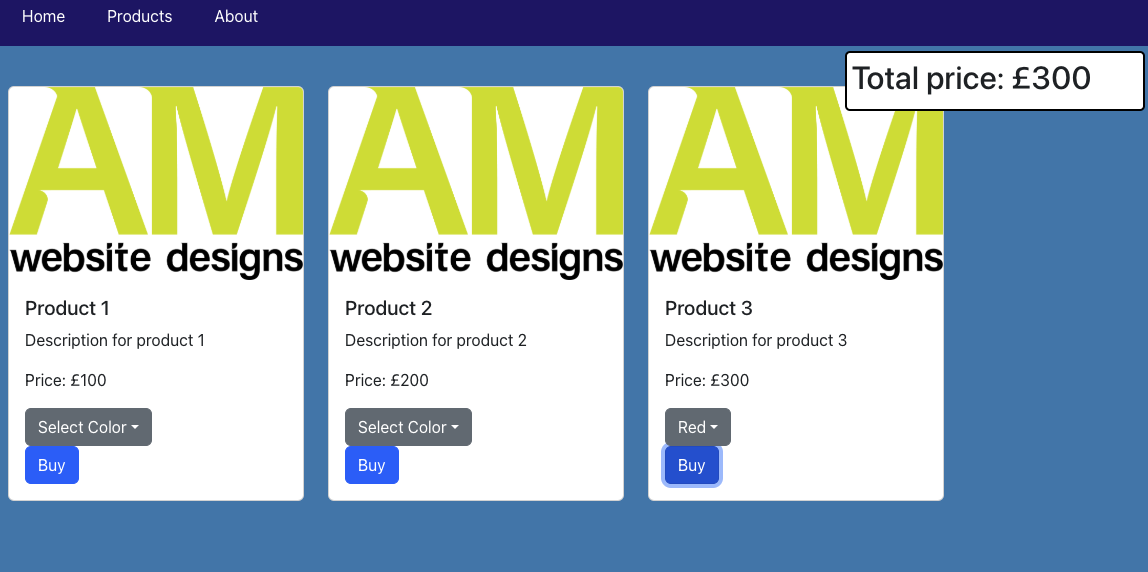 Home Products About
Total price: £300
AM
website designs
AM
website designs
AM
website designs
Product 1
Description for product 1
Price: £100
Select Color
Buy
Product 2
Description for product 2
Price: £200
Select Color
Buy
Product 3
Description for product 3
Price: £300
Red
Buy